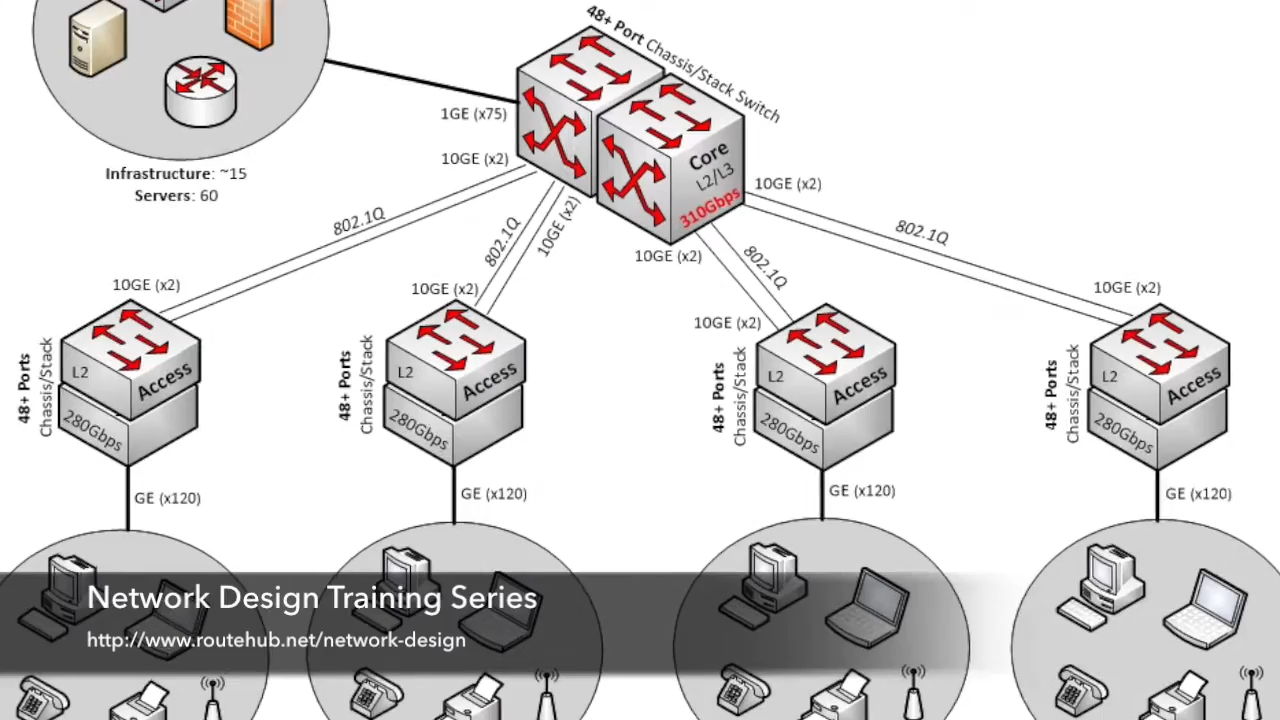 48+ Port Chassis/Stack Switch
1GE (x75)
10GE (x2)
Core
L2/L3
310Gbps
10GE (x2)
Infrastructure: ~15
Servers: 60
802.1Q
802.1Q
10GE (x2)
10GE (x2)
802.1Q
802.1Q
10GE (x2)
10GE (x2)
10GE (x2)
10GE (x2)
48+ Ports
Chassis/Stack
L2
Access
280Gbps
48+ Ports
Chassis/Stack
L2
Access
280Gbps
48+ Ports
Chassis/Stack
L2
Access
280Gbps
48+ Ports
Chassis/Stack
L2
Access
280Gbps
GE (x120)
GE (x120)
GE (x120)
GE (x120)
Network Design Training Series
http://www.routehub.net/network-design